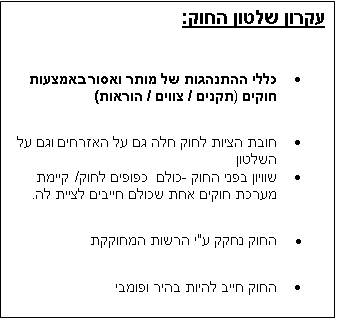 עקרון שלטון החוק:
• כללי ההתנהגות של מותר ואסור באמצעות
חוקים (תקנים / צווים / הוראות)
• חובת הציות לחוק חלה גם על האזרחים וגם על
השלטון
• שוויון בפני החוק -כולם כפופים לחוק/ קיימת
מערכת חוקים אחת שכולם חייבים לציית לה.
• החוק נחקק ע"י הרשות המחוקקת
• החוק חייב להיות בהיר ופומבי